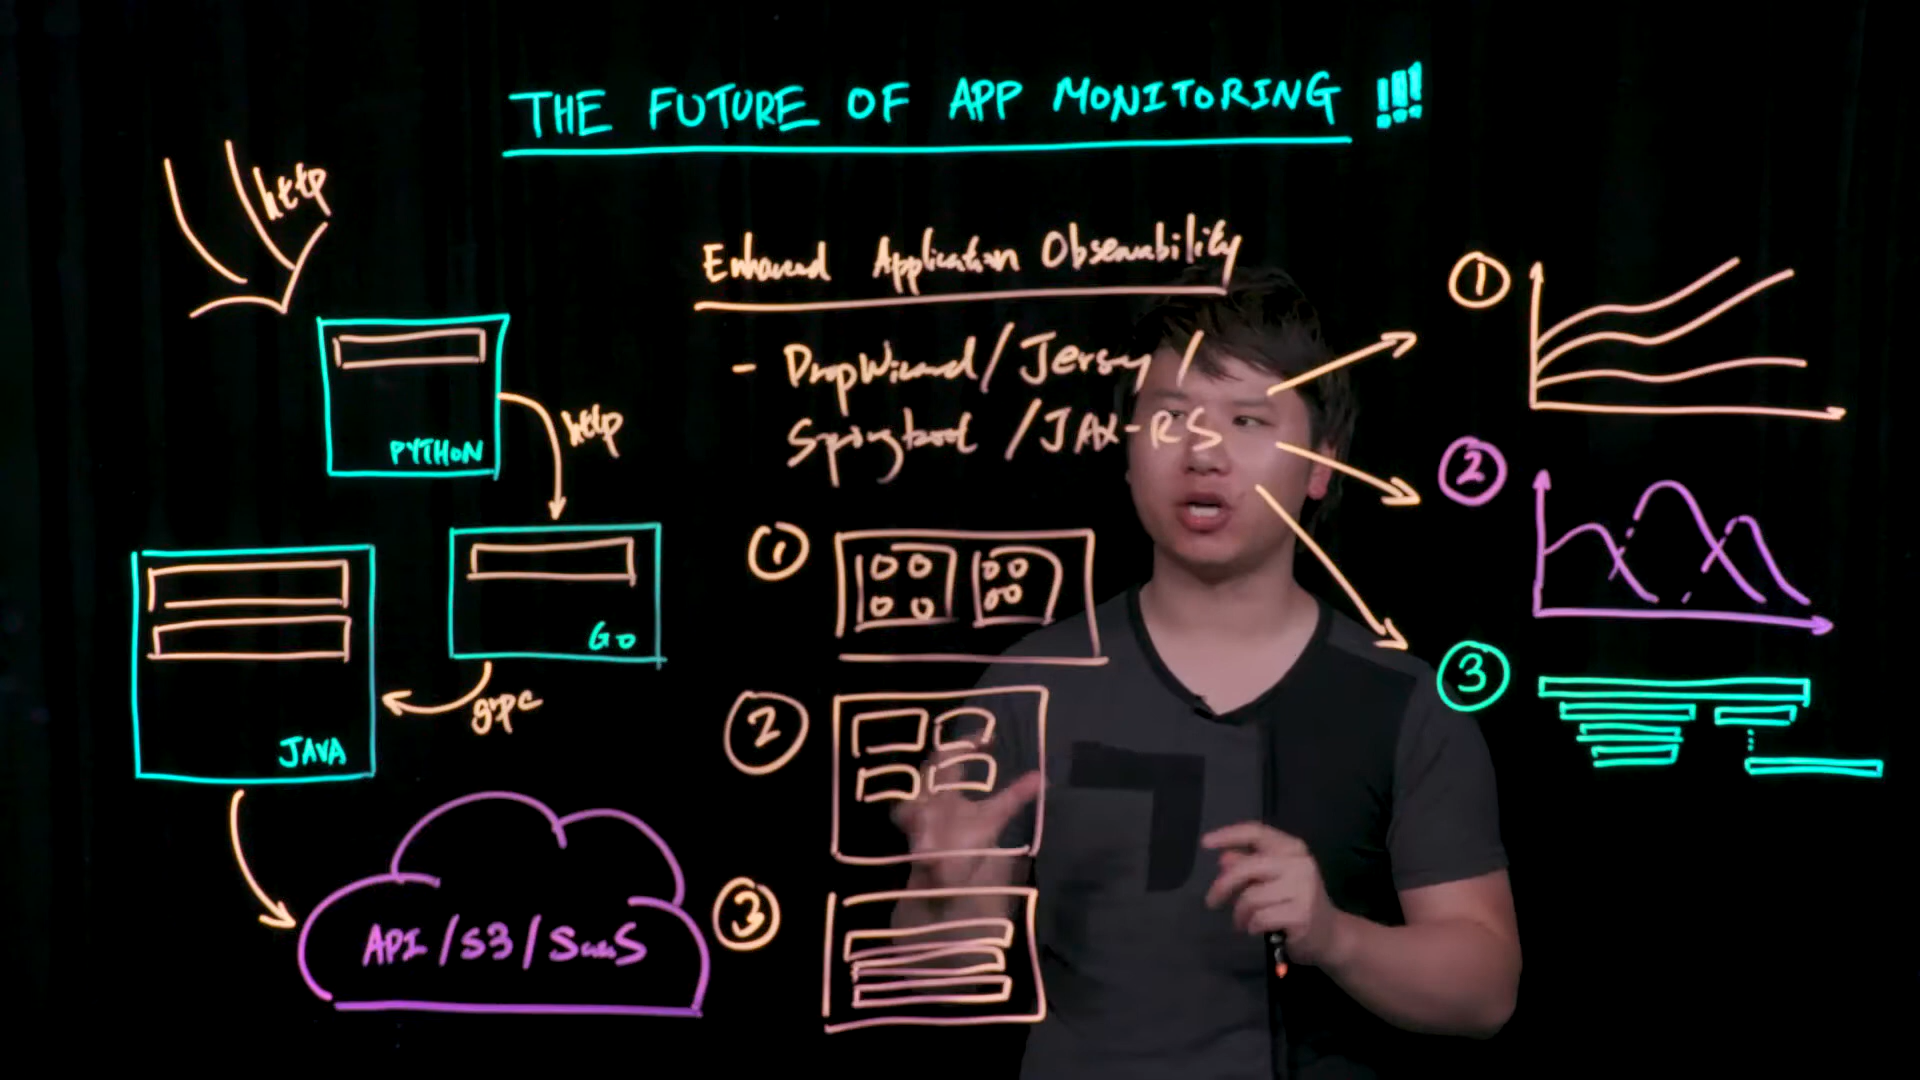 THE FUTURE OF APP MONITORING !!!
http
Enhanced Application Observability
- DropWizard/Jersey/
Springboot/JAX-RS
PYTHON
http
GO
grpc
JAVA
API/S3/SaaS
1
2
3
1
2
3